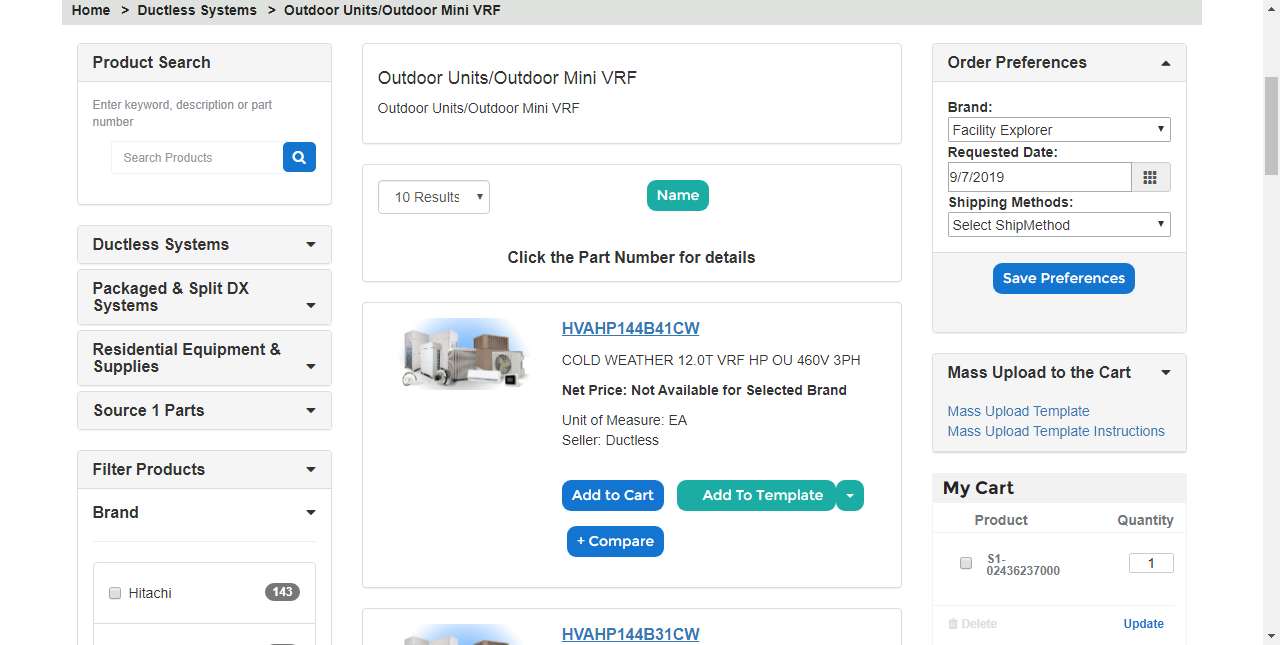 Home > Ductless Systems > Outdoor Units/Outdoor Mini VRF
Product Search
Enter keyword, description or part
number
Search Products
Ductless Systems
Packaged & Split DX
Systems
Residential Equipment &
Supplies
Source 1 Parts
Filter Products
Brand
Hitachi
143
Outdoor Units/Outdoor Mini VRF
Outdoor Units/Outdoor Mini VRF
10 Results
Name
Click the Part Number for details
HVAHP144B41CW
COLD WEATHER 12.0T VRF HP OU 460V 3PH
Net Price: Not Available for Selected Brand
Unit of Measure: EA
Seller: Ductless
Add to Cart
Add To Template
+ Compare
HVAHP144B31CW
Order Preferences
Brand:
Facility Explorer
Requested Date:
9/7/2019
Shipping Methods:
Select ShipMethod
Save Preferences
Mass Upload to the Cart
Mass Upload Template
Mass Upload Template Instructions
My Cart
Product Quantity
S1-
02436237000
1
Delete
Update